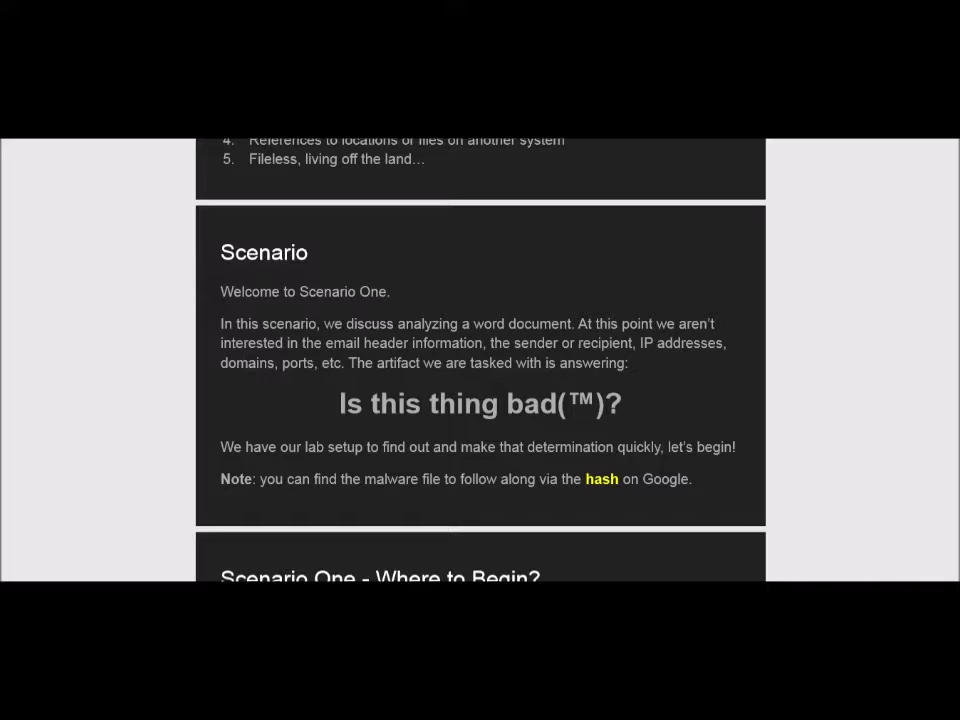 4. References to locations or files on another system
5. Fileless, living off the land…
Scenario
Welcome to Scenario One.
In this scenario, we discuss analyzing a word document. At this point we aren’t
interested in the email header information, the sender or recipient, IP addresses,
domains, ports, etc. The artifact we are tasked with is answering:
Is this thing bad(™)?
We have our lab setup to find out and make that determination quickly, let’s begin!
Note: you can find the malware file to follow along via the hash on Google.
Scenario One - Where to Begin?